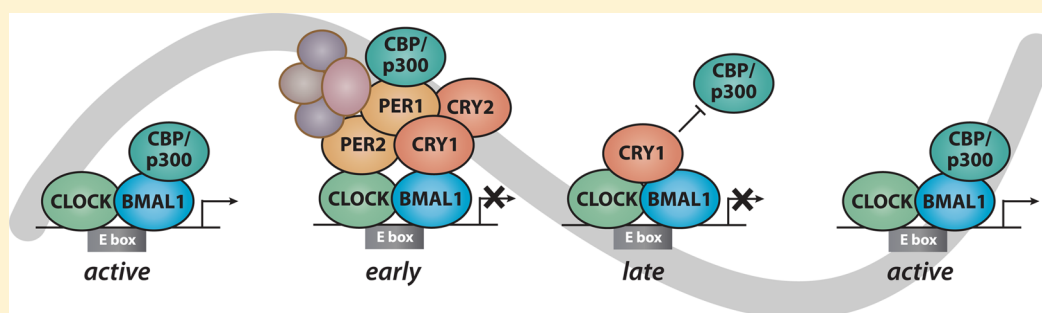 CBP/
p300
CLOCK
BMAL1
E box
active
CBP/
p300
PER1
CRY2
PER2
CRY1
CLOCK
BMAL1
E box
early
CBP/
p300
CRY1
CLOCK
BMAL1
E box
late
CBP/
p300
CLOCK
BMAL1
E box
active